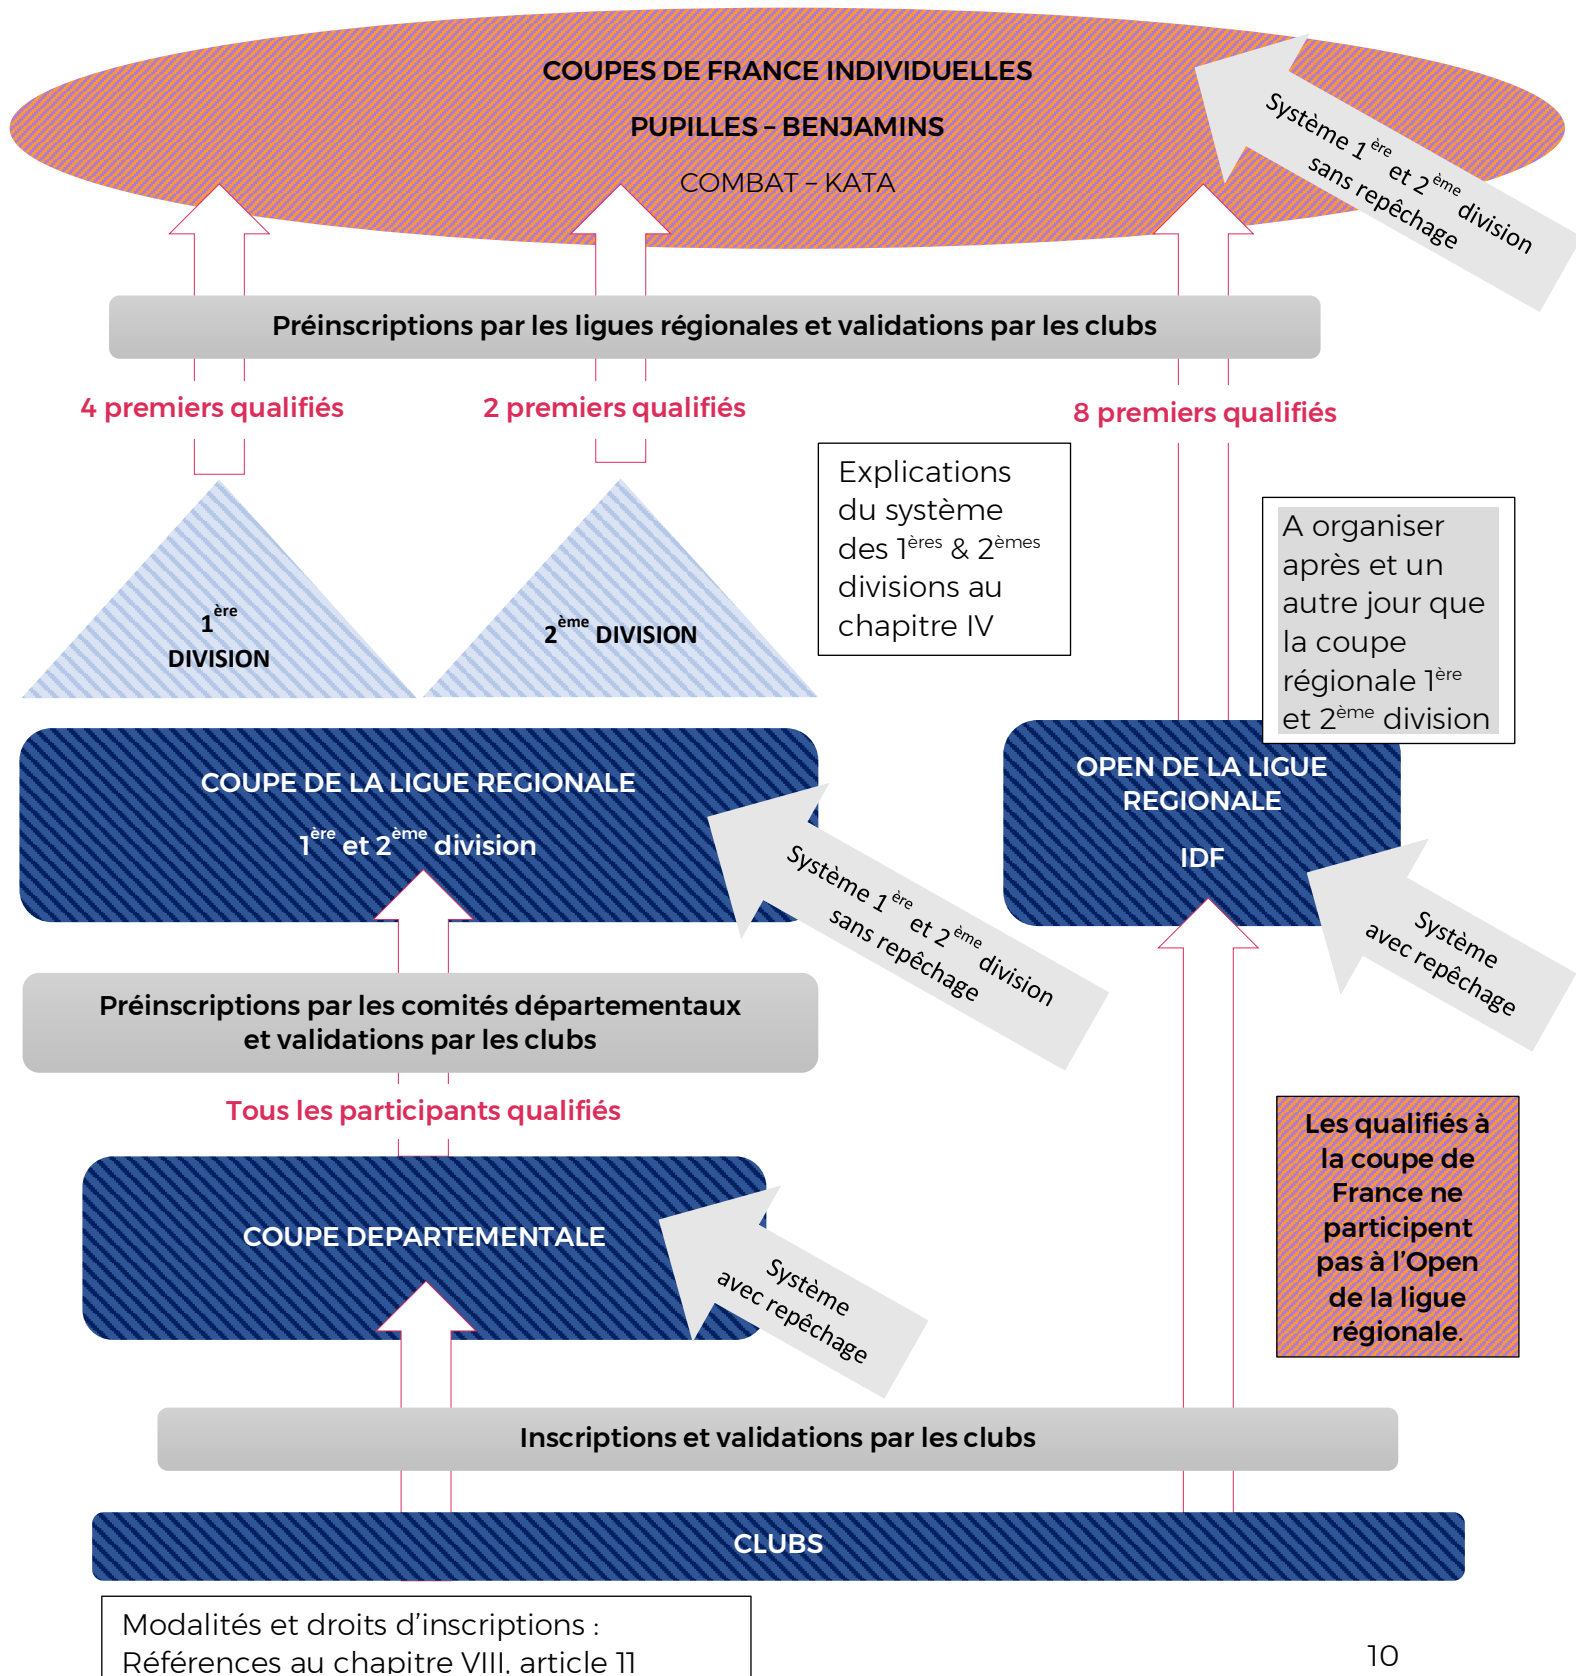 COUPES DE FRANCE INDIVIDUELLES
PUPILLES – BENJAMINS
COMBAT – KATA
Système 1ère et 2ème division
sans repêchage
Préinscriptions par les ligues régionales et validations par les clubs
4 premiers qualifiés
2 premiers qualifiés
8 premiers qualifiés
Explications
du système
des 1ères & 2èmes
divisions au
chapitre IV
A organiser
après et un
autre jour que
la coupe
régionale 1ère
et 2ème division
1ère
DIVISION
2ème DIVISION
COUPE DE LA LIGUE REGIONALE
1ère et 2ème division
Système 1ère et 2ème division
sans repêchage
OPEN DE LA LIGUE
REGIONALE
IDF
Système
avec repêchage
Préinscriptions par les comités départementaux
et validations par les clubs
Tous les participants qualifiés
COUPE DEPARTEMENTALE
Système
avec repêchage
Les qualifiés à
la coupe de
France ne
participent
pas à l’Open
de la ligue
régionale.
Inscriptions et validations par les clubs
CLUBS
Modalités et droits d’inscriptions :
Références au chapitre VIII, article 11
10